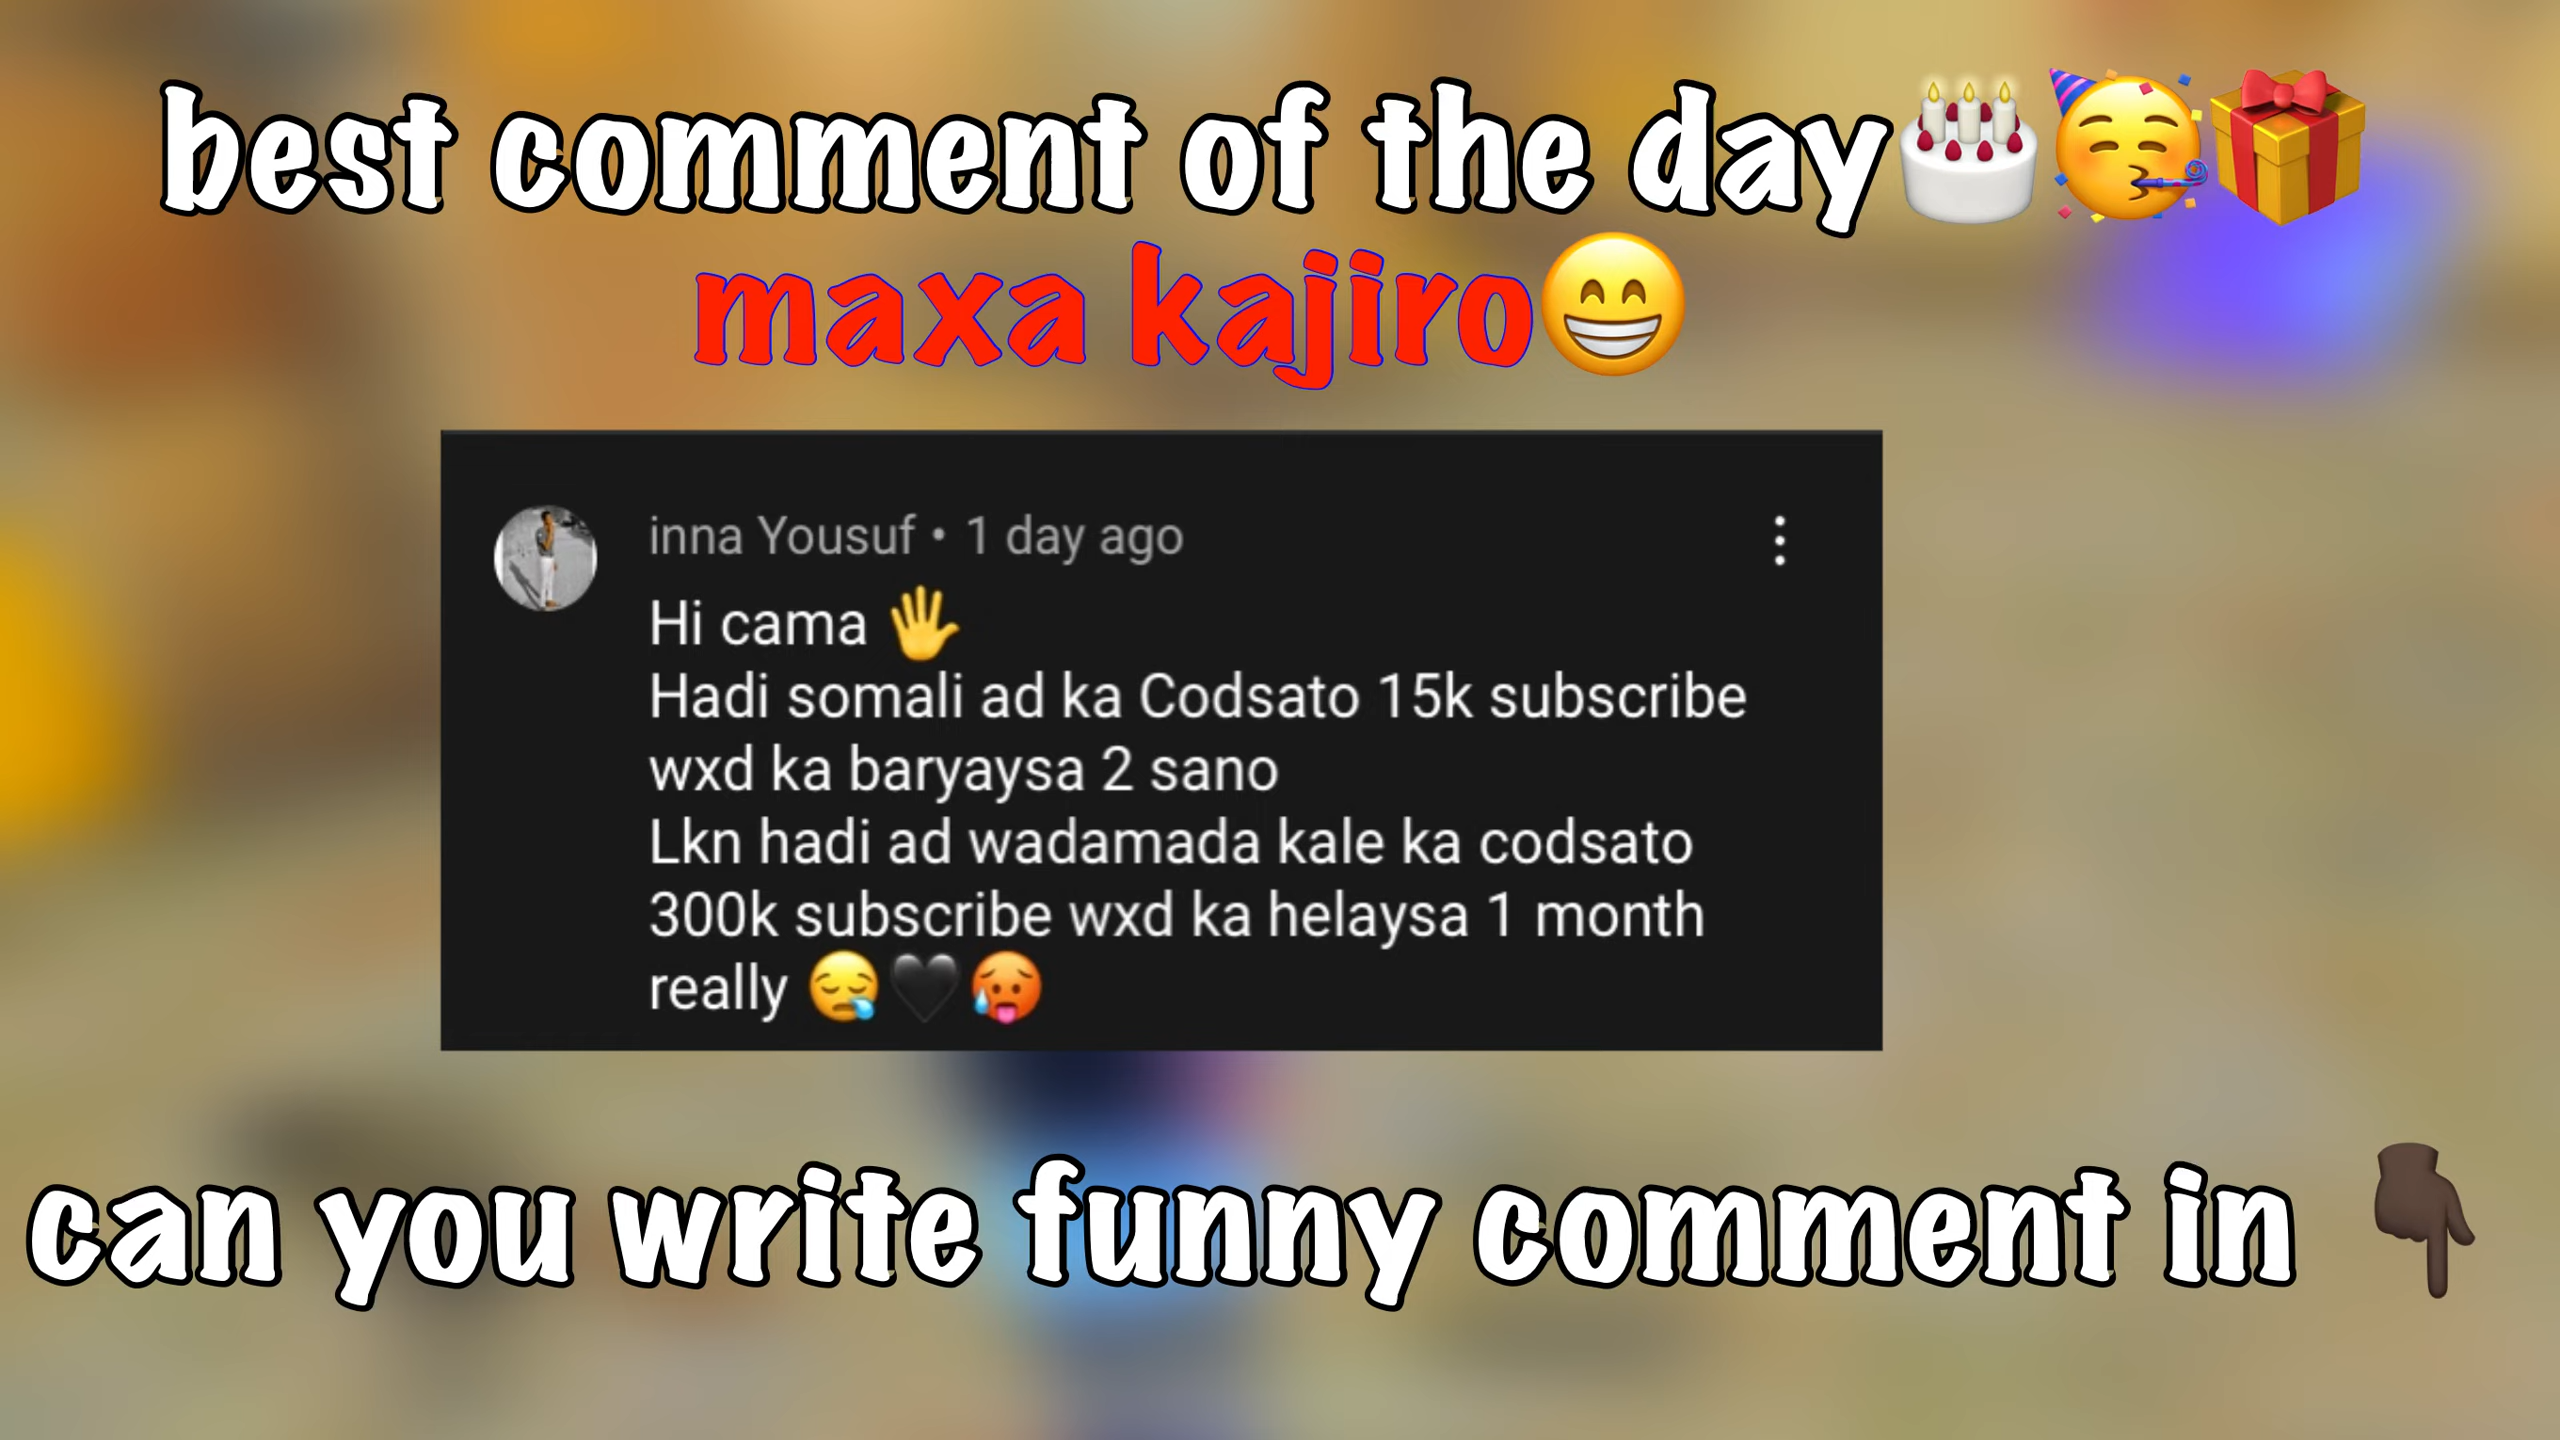 best comment of the day🎂🥳🎁
maxa kajiro😁
inna Yousuf • 1 day ago
Hi cama 🖐
Hadi somali ad ka Codsato 15k subscribe
wxd ka baryaysa 2 sano
Lkn hadi ad wadamada kale ka codsato
300k subscribe wxd ka helaysa 1 month
really 😪🖤🥵
can you write funny comment in 👇🏿